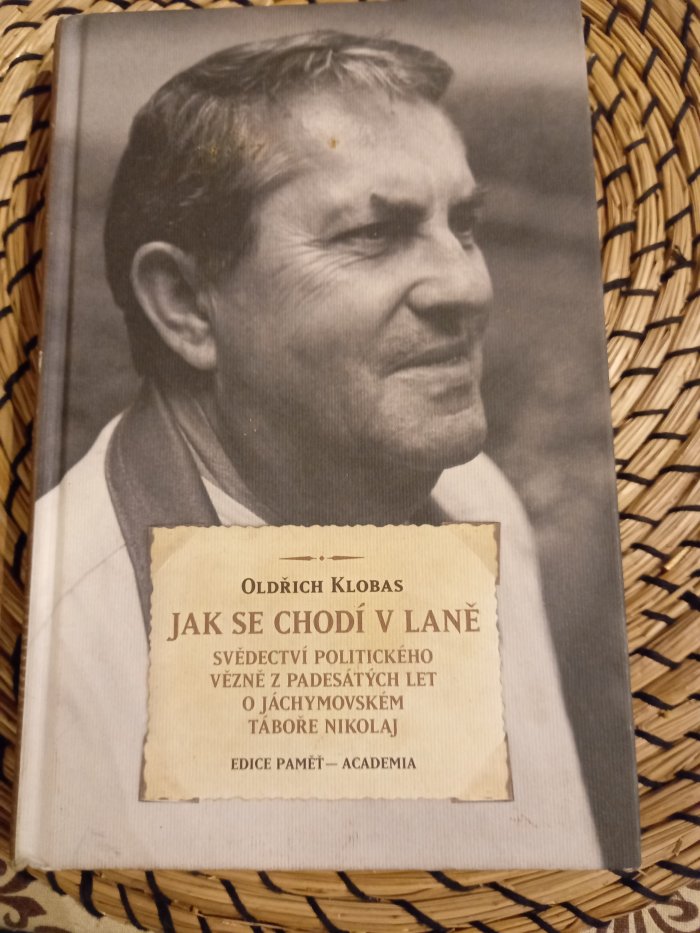 OLDŘICH KLOBAS
JAK SE CHODÍ V LANĚ
SVĚDECTVÍ POLITICKÉHO
VĚZNĚ Z PADESÁTÝCH LET
O JÁCHYMOVSKÉM
TÁBOŘE NIKOLAJ
EDICE PAMĚŤ — ACADEMIA